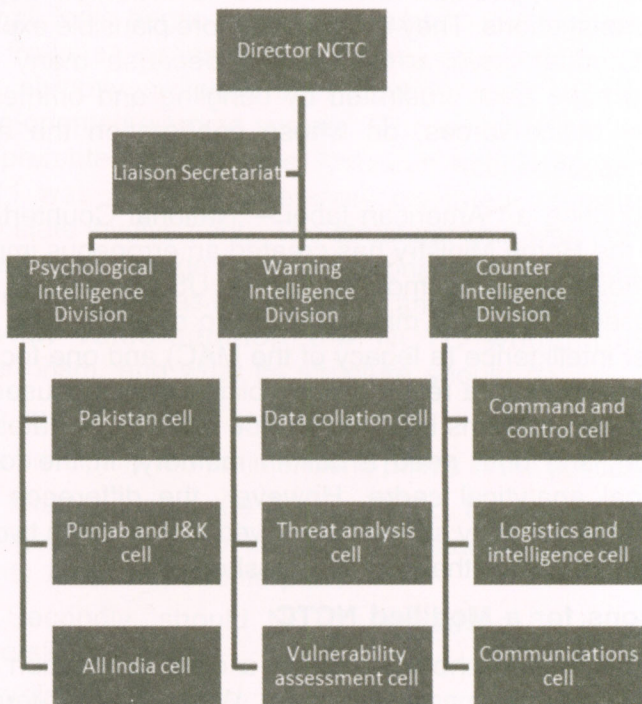 Director NCTC
Liaison Secretariat
Psychological
Intelligence
Division
Pakistan cell
Punjab and J&K
cell
All India cell
Warning
Intelligence
Division
Data collation cell
Threat analysis
cell
Vulnerability
assessment cell
Counter
Intelligence
Division
Command and
control cell
Logistics and
intelligence cell
Communications
cell